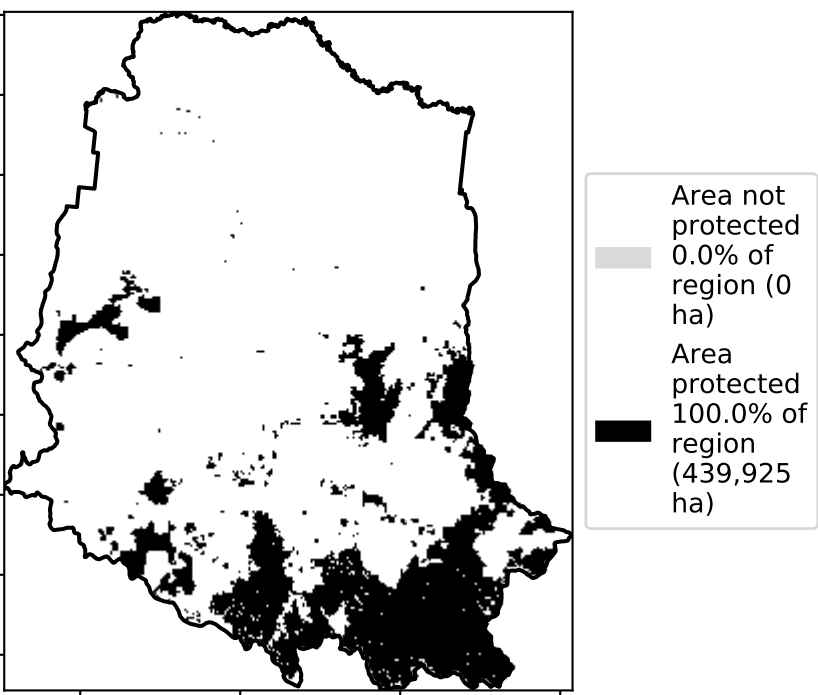 Area not
protected
0.0% of
region (0
ha)
Area
protected
100.0% of
region
(439,925
ha)